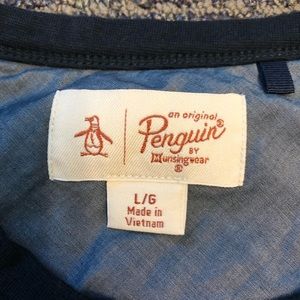 an original
Penguin®
BY
Munsingwear
®
L/G
Made in
Vietnam